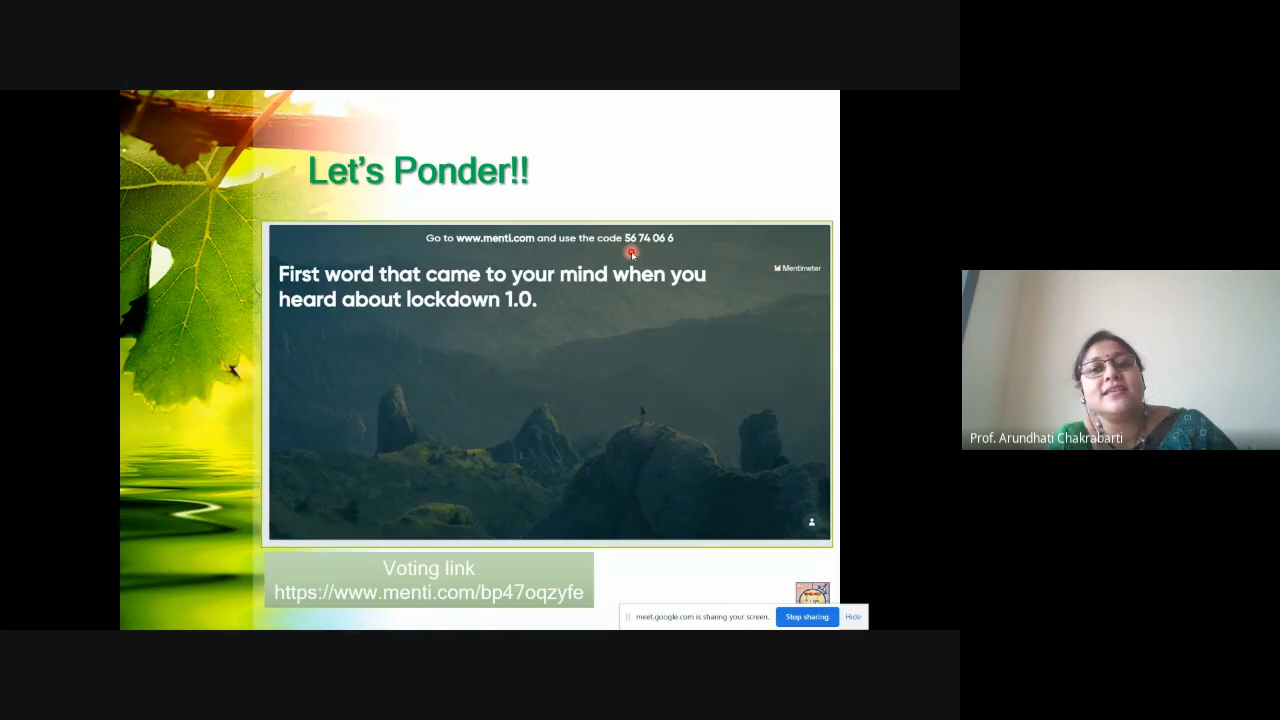 Let's Ponder!!
Go to www.menti.com and use the code 56 74 06 6
Mentimeter
First word that came to your mind when you
heard about lockdown 1.0.
Voting link
https://www.menti.com/bp47oqzyfe
meet.google.com is sharing your screen.
Stop sharing
Hide
Prof. Arundhati Chakrabarti